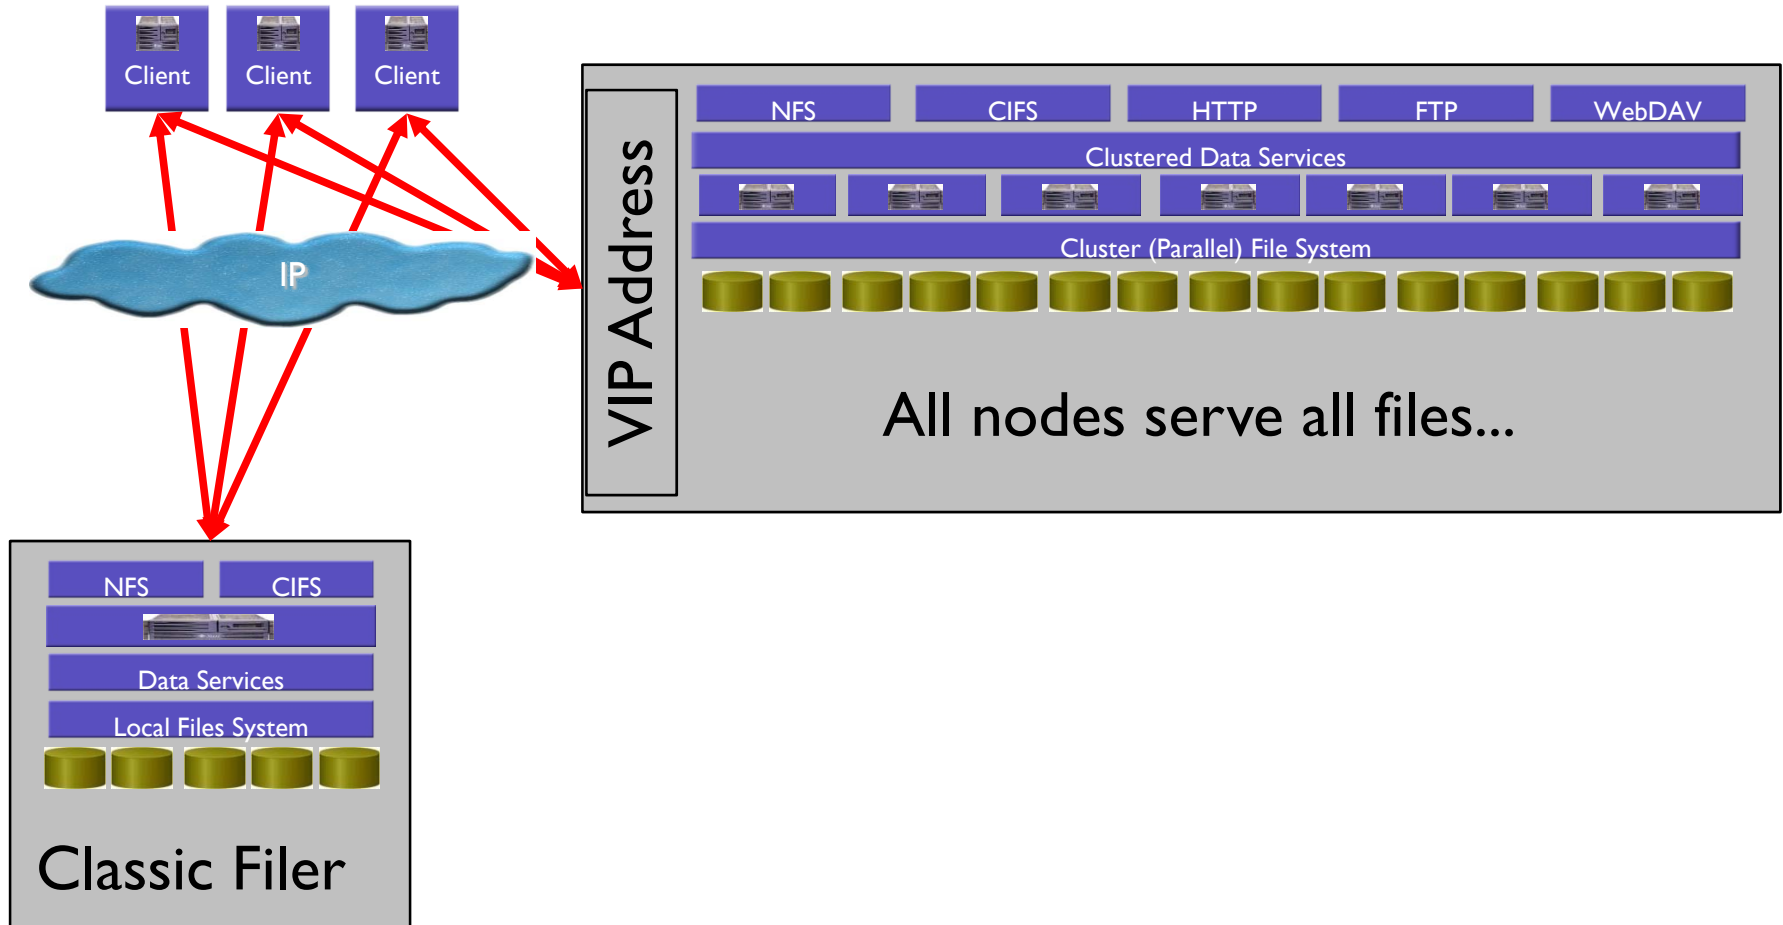 Client
Client
Client
IP
VIP Address
NFS
CIFS
HTTP
FTP
WebDAV
Clustered Data Services
Cluster (Parallel) File System
All nodes serve all files...
NFS
CIFS
Data Services
Local Files System
Classic Filer